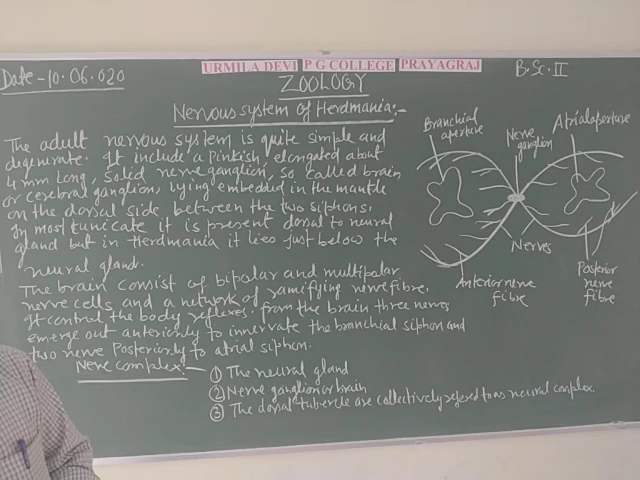 URMILA DEVI P G COLLEGE PRAYAGRAJ
Date-10.06.020
B.Sc.II
ZOOLOGY
Nervous system of Herdmania:-
The adult nervous system is quite simple and
degenerate. It include a pinkish, elongated about
4 mm long, solid nerve ganglion, so called brain
or cerebral ganglion, lying embedded in the mantle
on the dorsal side between the two siphons.
In most tunicate it is present dorsal to neural
gland but in Herdmania it lies just below the
neural gland.
The brain consist of bipolar and multipolar
nerve cells and a network of ramifying nerve fibre.
It control the body reflexes. From the brain three nerves
emerge out anteriorly to innervate the branchial siphon and
two nerve Posteriorly to atrial siphon.
Nerve complex:-
① The neural gland
② Nerve ganglion or brain
③ The dorsal tubercle are collectively refered to as neural complex
Branchial
aperture
Nerve
ganglion
Atrial aperture
Nerves
Anterior nerve
fibre
Posterior
nerve
fibre